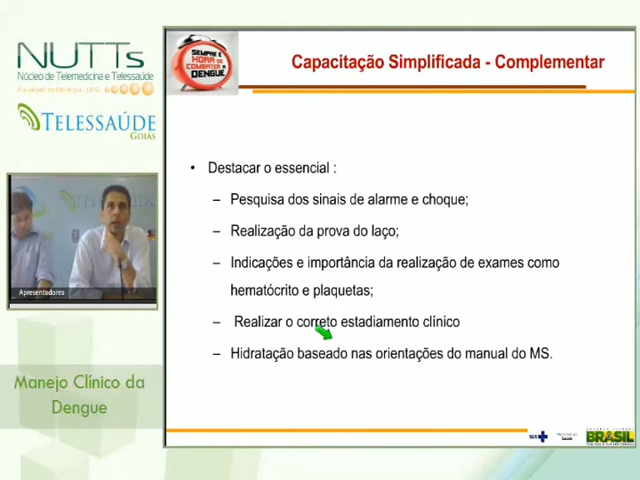 NUTTs
Núcleo de Telemedicina e Telessaúde
TELESSAÚDE
GOIÁS
Apresentadores
Manejo Clínico da
Dengue
SEMPRE É
HORA DE
COMBATER A
DENGUE
Capacitação Simplificada - Complementar
• Destacar o essencial :
– Pesquisa dos sinais de alarme e choque;
– Realização da prova do laço;
– Indicações e importância da realização de exames como
hematócrito e plaquetas;
– Realizar o correto estadiamento clínico
– Hidratação baseado nas orientações do manual do MS.
SUS
BRASIL